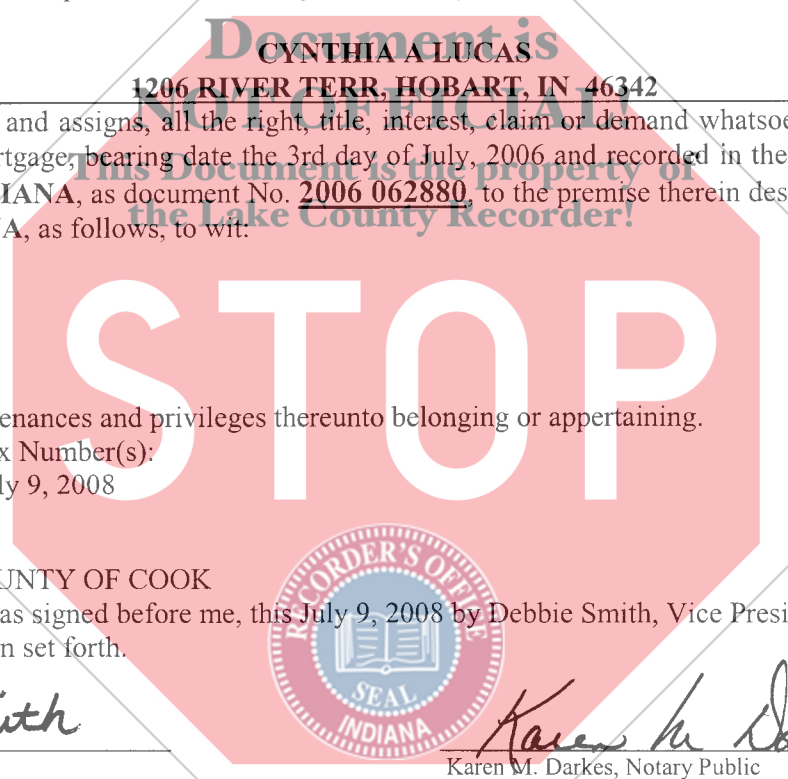 Document is
CYNTHIA A LUCAS
NOT OFFICIAL!
1206 RIVER TERR, HOBART, IN 46342
and assigns, all the right, title, interest, claim or demand whatsoe
rtgage, bearing date the 3rd day of July, 2006 and recorded in the
This Document is the property of
IANA, as document No. 2006 062880, to the premise therein des
the Lake County Recorder!
A, as follows, to wit:
STOP
enances and privileges thereunto belonging or appertaining.
x Number(s):
ly 9, 2008
UNTY OF COOK
as signed before me, this July 9, 2008 by Debbie Smith, Vice Presi
n set forth.
RECORDER'S OFFICE
SEAL
INDIANA
ith
Karen M Da
Karen M. Darkes, Notary Public